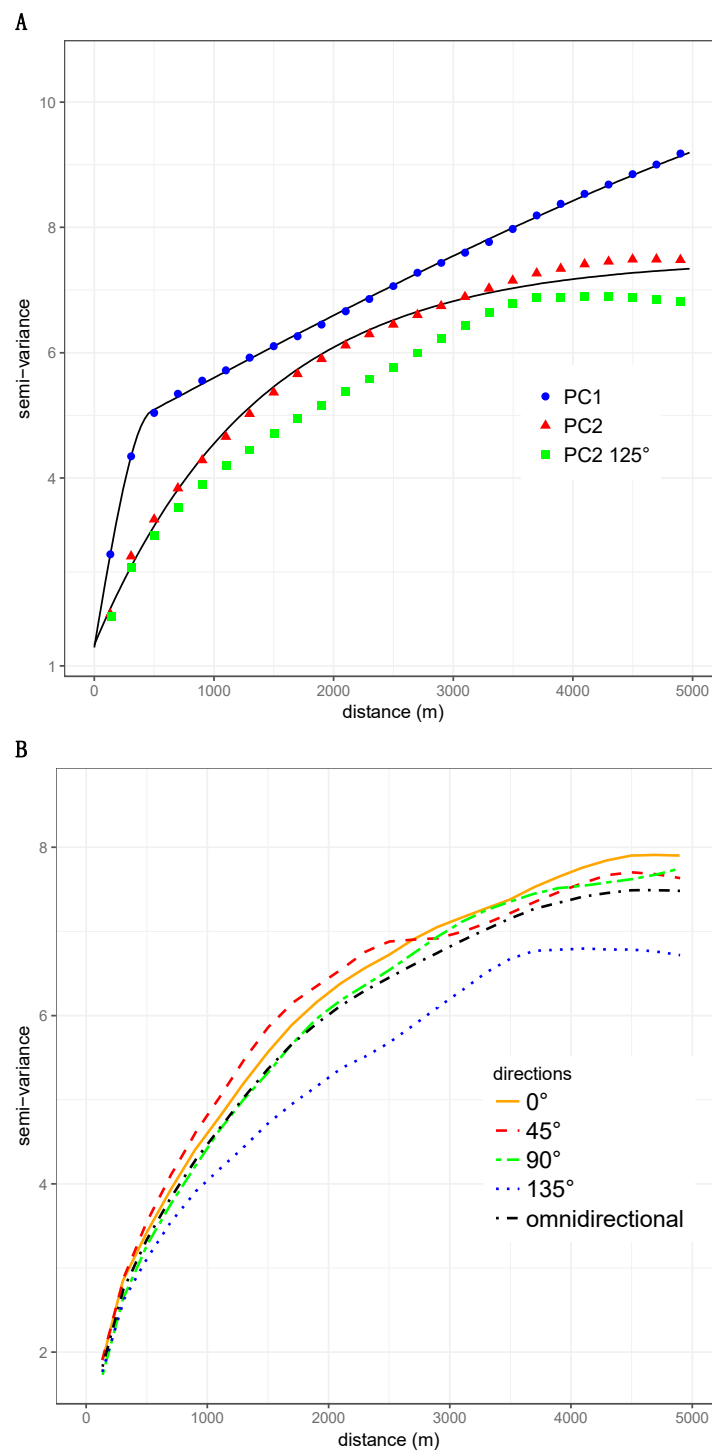 A
semi-variance
10
8
6
4
1
PC1
PC2
PC2 125°
0 1000 2000 3000 4000 5000
distance (m)
B
semi-variance
8
6
4
2
directions
0°
45°
90°
135°
omnidirectional
0 1000 2000 3000 4000 5000
distance (m)